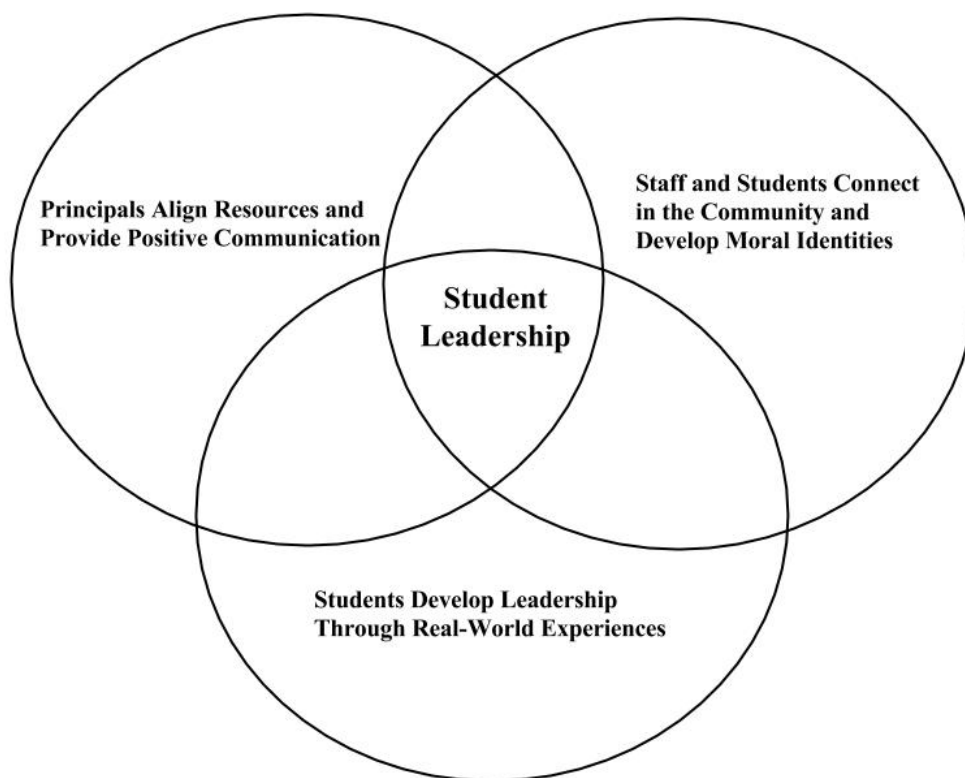 Principals Align Resources and
Provide Positive Communication
Staff and Students Connect
in the Community and
Develop Moral Identities
Student
Leadership
Students Develop Leadership
Through Real-World Experiences